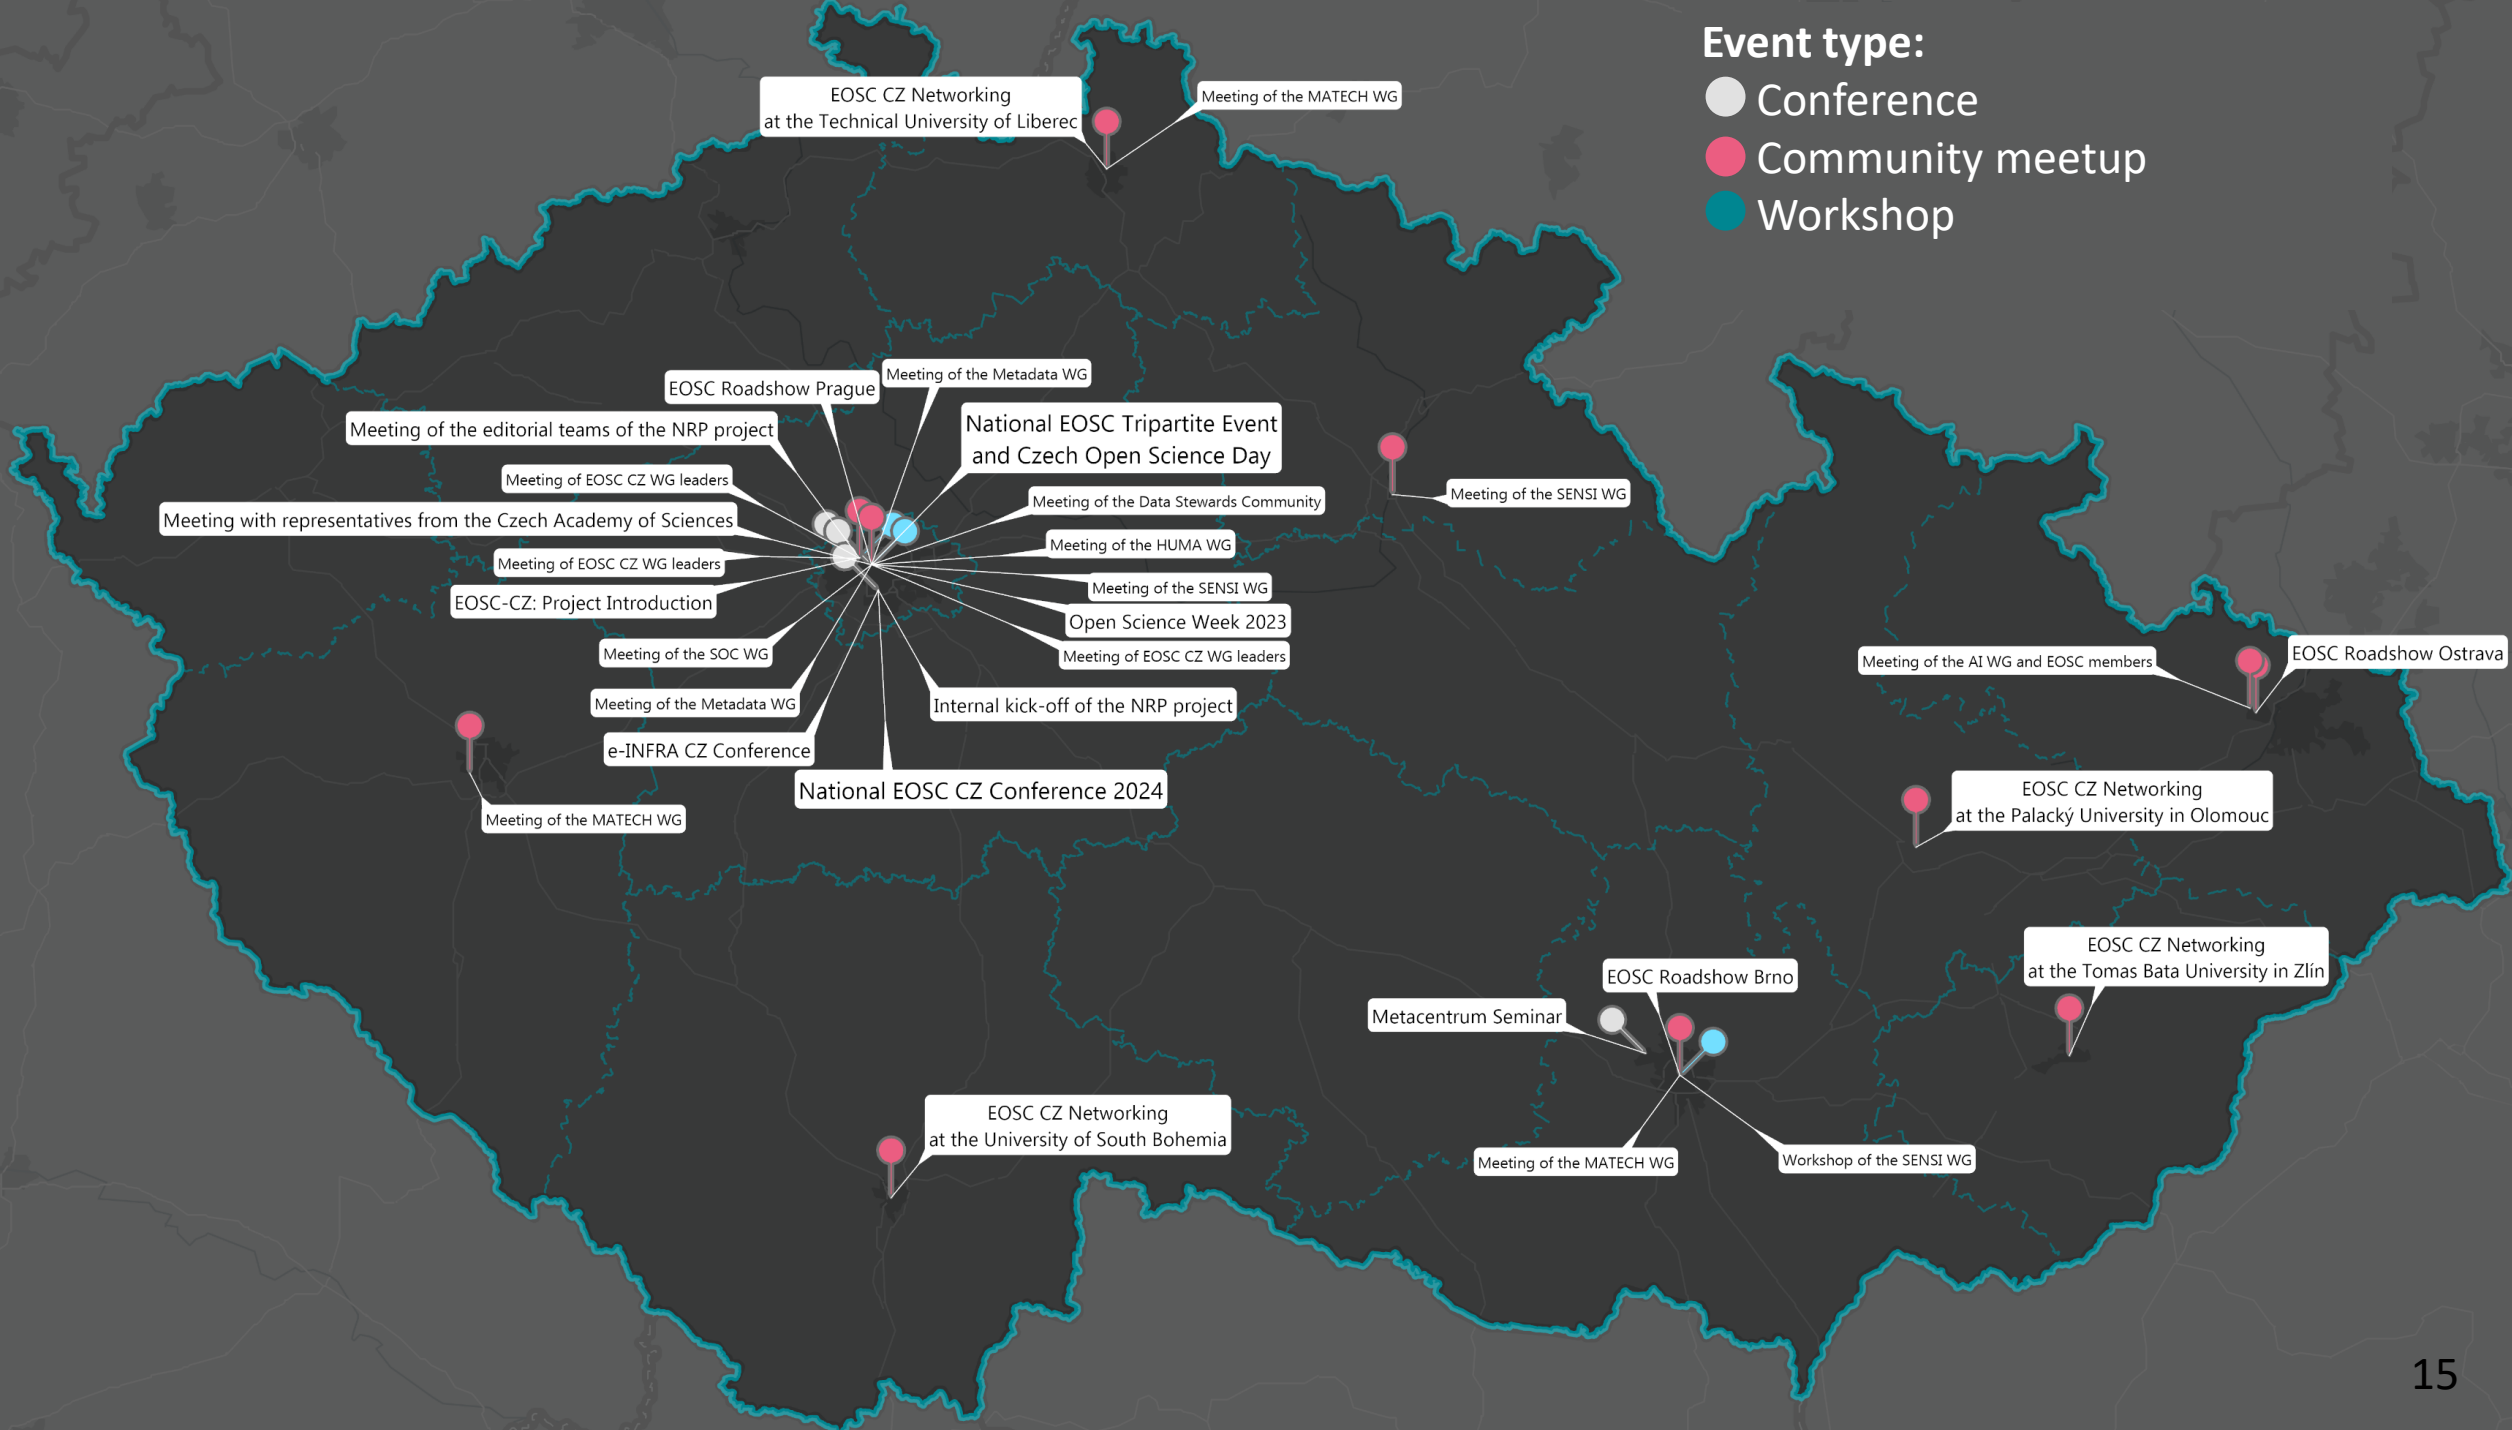 Event type:
Conference
Community meetup
Workshop
EOSC CZ Networking
at the Technical University of Liberec
Meeting of the MATECH WG
EOSC Roadshow Prague
Meeting of the Metadata WG
Meeting of the editorial teams of the NRP project
National EOSC Tripartite Event
and Czech Open Science Day
Meeting of EOSC CZ WG leaders
Meeting of the Data Stewards Community
Meeting of the SENSI WG
Meeting with representatives from the Czech Academy of Sciences
Meeting of the HUMA WG
Meeting of EOSC CZ WG leaders
Meeting of the SENSI WG
EOSC-CZ: Project Introduction
Open Science Week 2023
Meeting of the SOC WG
Meeting of EOSC CZ WG leaders
Meeting of the AI WG and EOSC members
EOSC Roadshow Ostrava
Meeting of the Metadata WG
Internal kick-off of the NRP project
e-INFRA CZ Conference
National EOSC CZ Conference 2024
Meeting of the MATECH WG
EOSC CZ Networking
at the Palacký University in Olomouc
EOSC CZ Networking
at the Tomas Bata University in Zlín
EOSC Roadshow Brno
Metacentrum Seminar
EOSC CZ Networking
at the University of South Bohemia
Meeting of the MATECH WG
Workshop of the SENSI WG
15